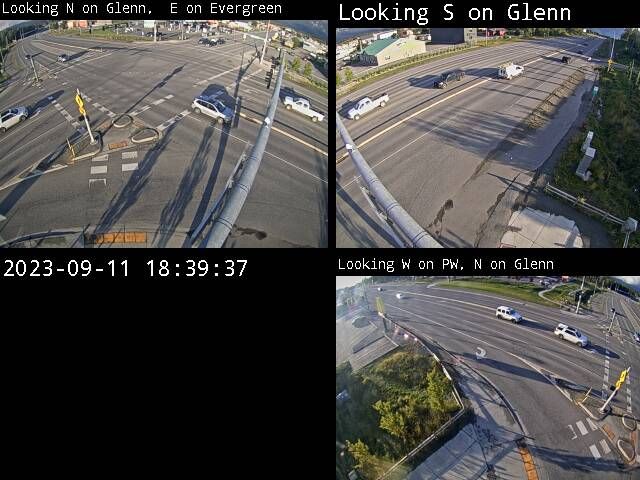 Looking N on Glenn, E on Evergreen
Looking S on Glenn
2023-09-11 18:39:37
Looking W on PW, N on Glenn